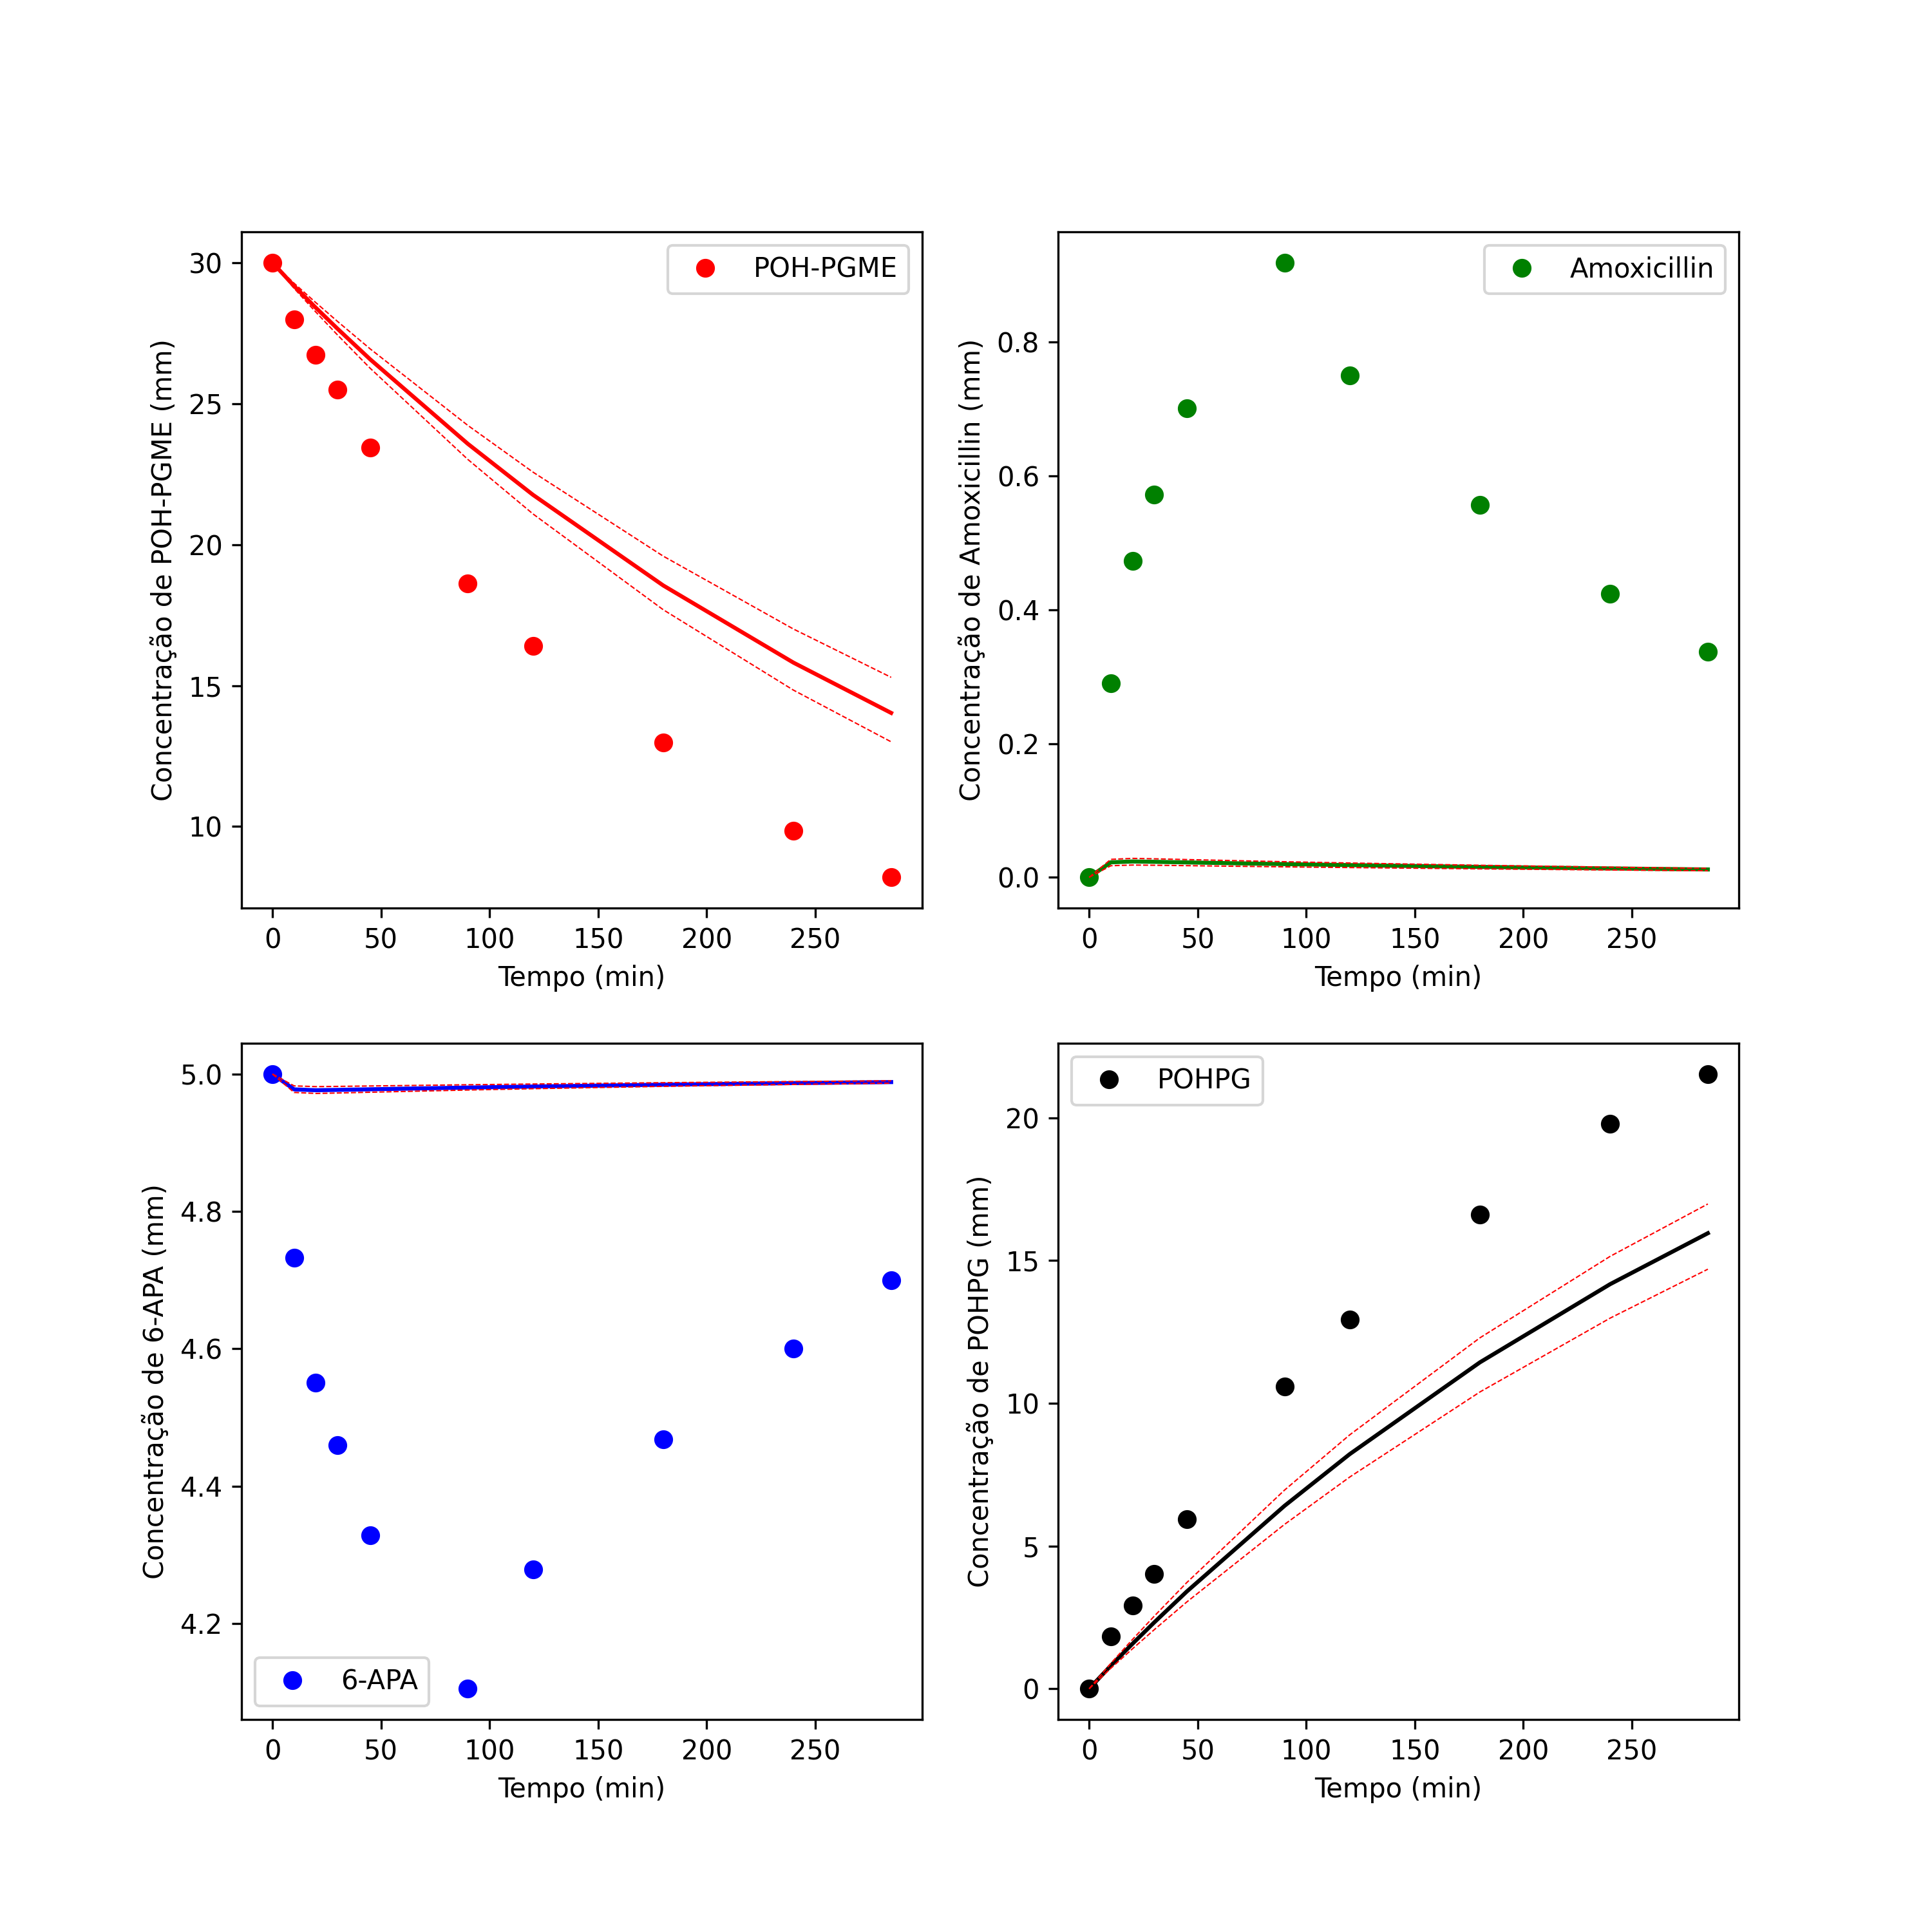 POH-PGME
Concentração de POH-PGME (mm)
30
25
20
15
10
0 50 100 150 200 250
Tempo (min)
Amoxicillin
Concentração de Amoxicillin (mm)
0.8
0.6
0.4
0.2
0.0
0 50 100 150 200 250
Tempo (min)
6-APA
Concentração de 6-APA (mm)
5.0
4.8
4.6
4.4
4.2
0 50 100 150 200 250
Tempo (min)
POHPG
Concentração de POHPG (mm)
20
15
10
5
0
0 50 100 150 200 250
Tempo (min)